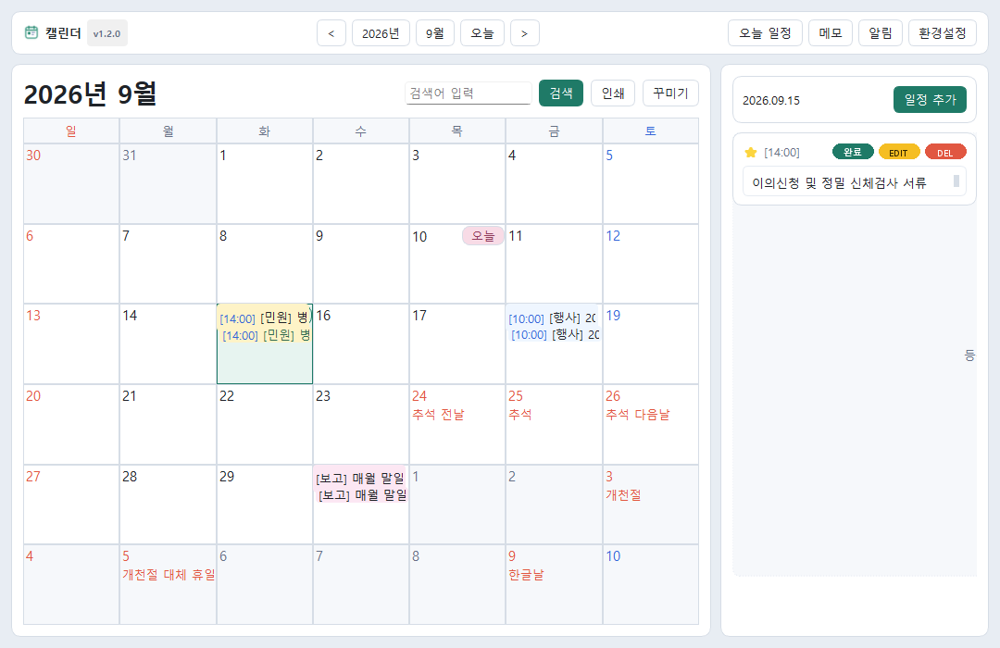 캘린더 v1.2.0 < 2026년 9월 오늘 > 오늘 일정 메모 알림 환경설정
2026년 9월 검색어 입력 검색 인쇄 꾸미기
일 월 화 수 목 금 토
30 31 1 2 3 4 5
6 7 8 9 10 오늘 11 12
13 14 [14:00] [민원] 병 16 17 [10:00] [행사] 19
[14:00] [민원] 병 [10:00] [행사]
20 21 22 23 24 25 26
추석 전날 추석 추석 다음날
27 28 29 [보고] 매월 말일 1 2 3
[보고] 매월 말일 개천절
4 5 6 7 8 9 10
개천절 대체 휴일 한글날
2026.09.15 일정 추가
[14:00] 완료 EDIT DEL
이의신청 및 정밀 신체검사 서류